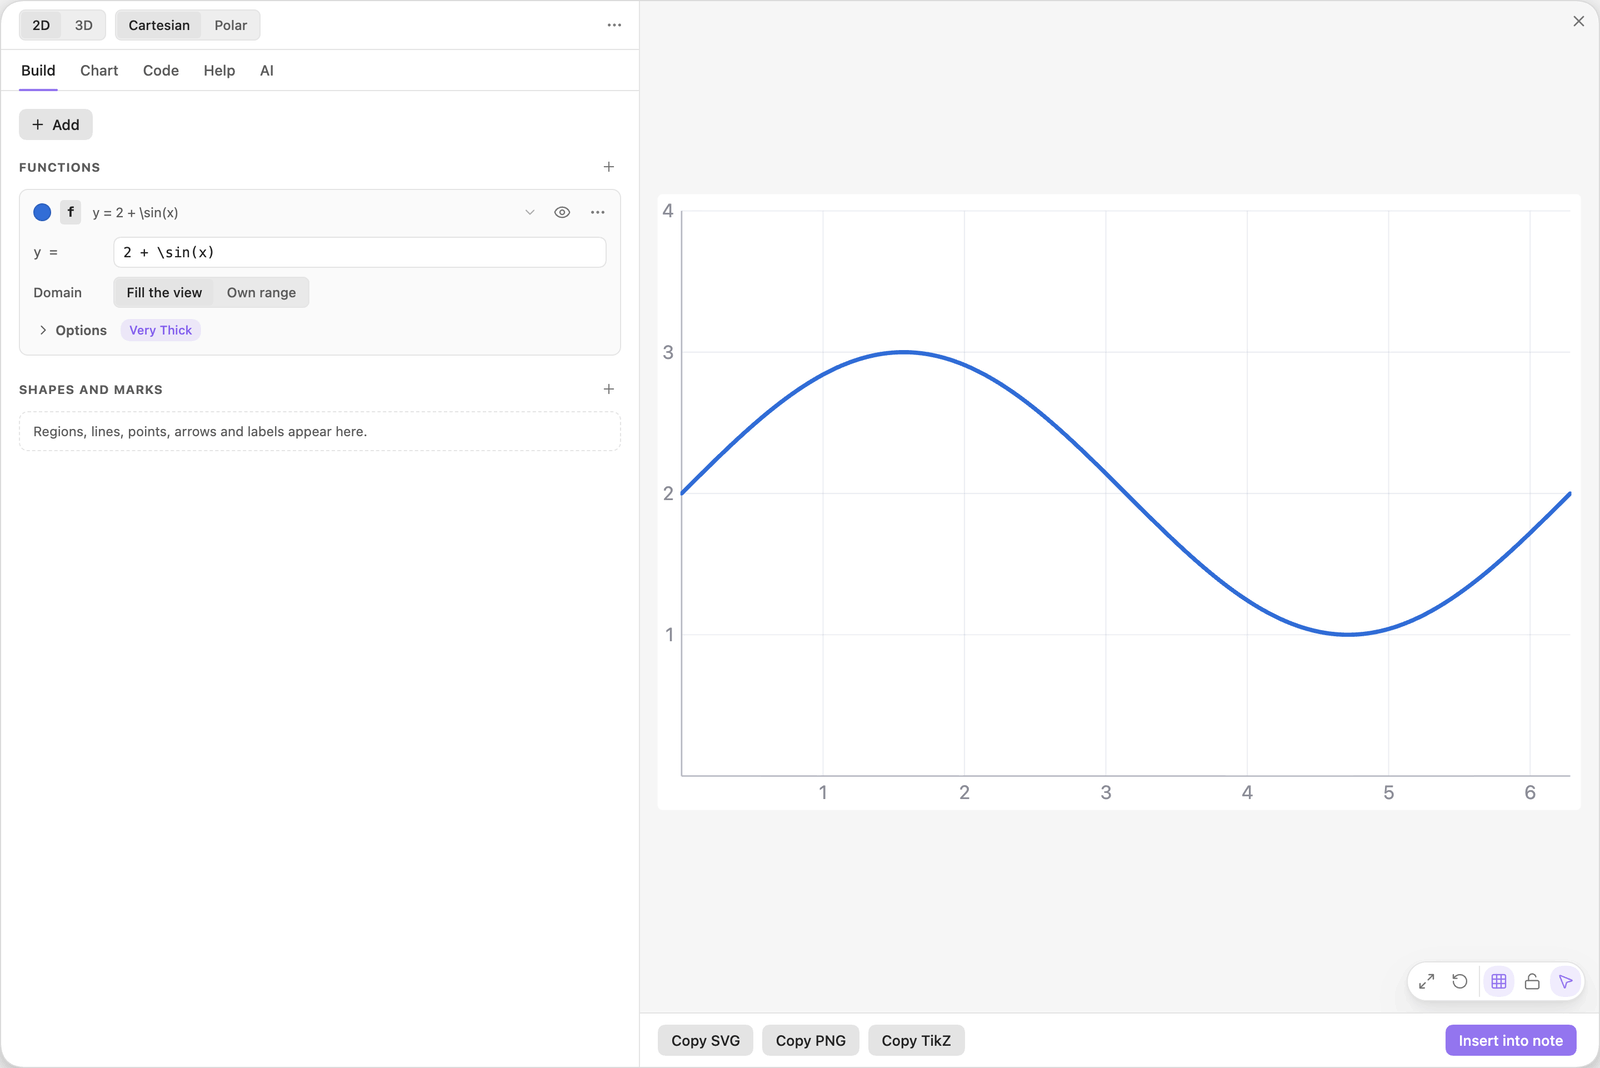 2D 3D Cartesian Polar
Build Chart Code Help AI
+ Add
FUNCTIONS
f y = 2 + \sin(x)
y = 2 + \sin(x)
Domain Fill the view Own range
Options Very Thick
SHAPES AND MARKS
Regions, lines, points, arrows and labels appear here.
4
3
2
1
1 2 3 4 5 6
Copy SVG Copy PNG Copy TikZ Insert into note